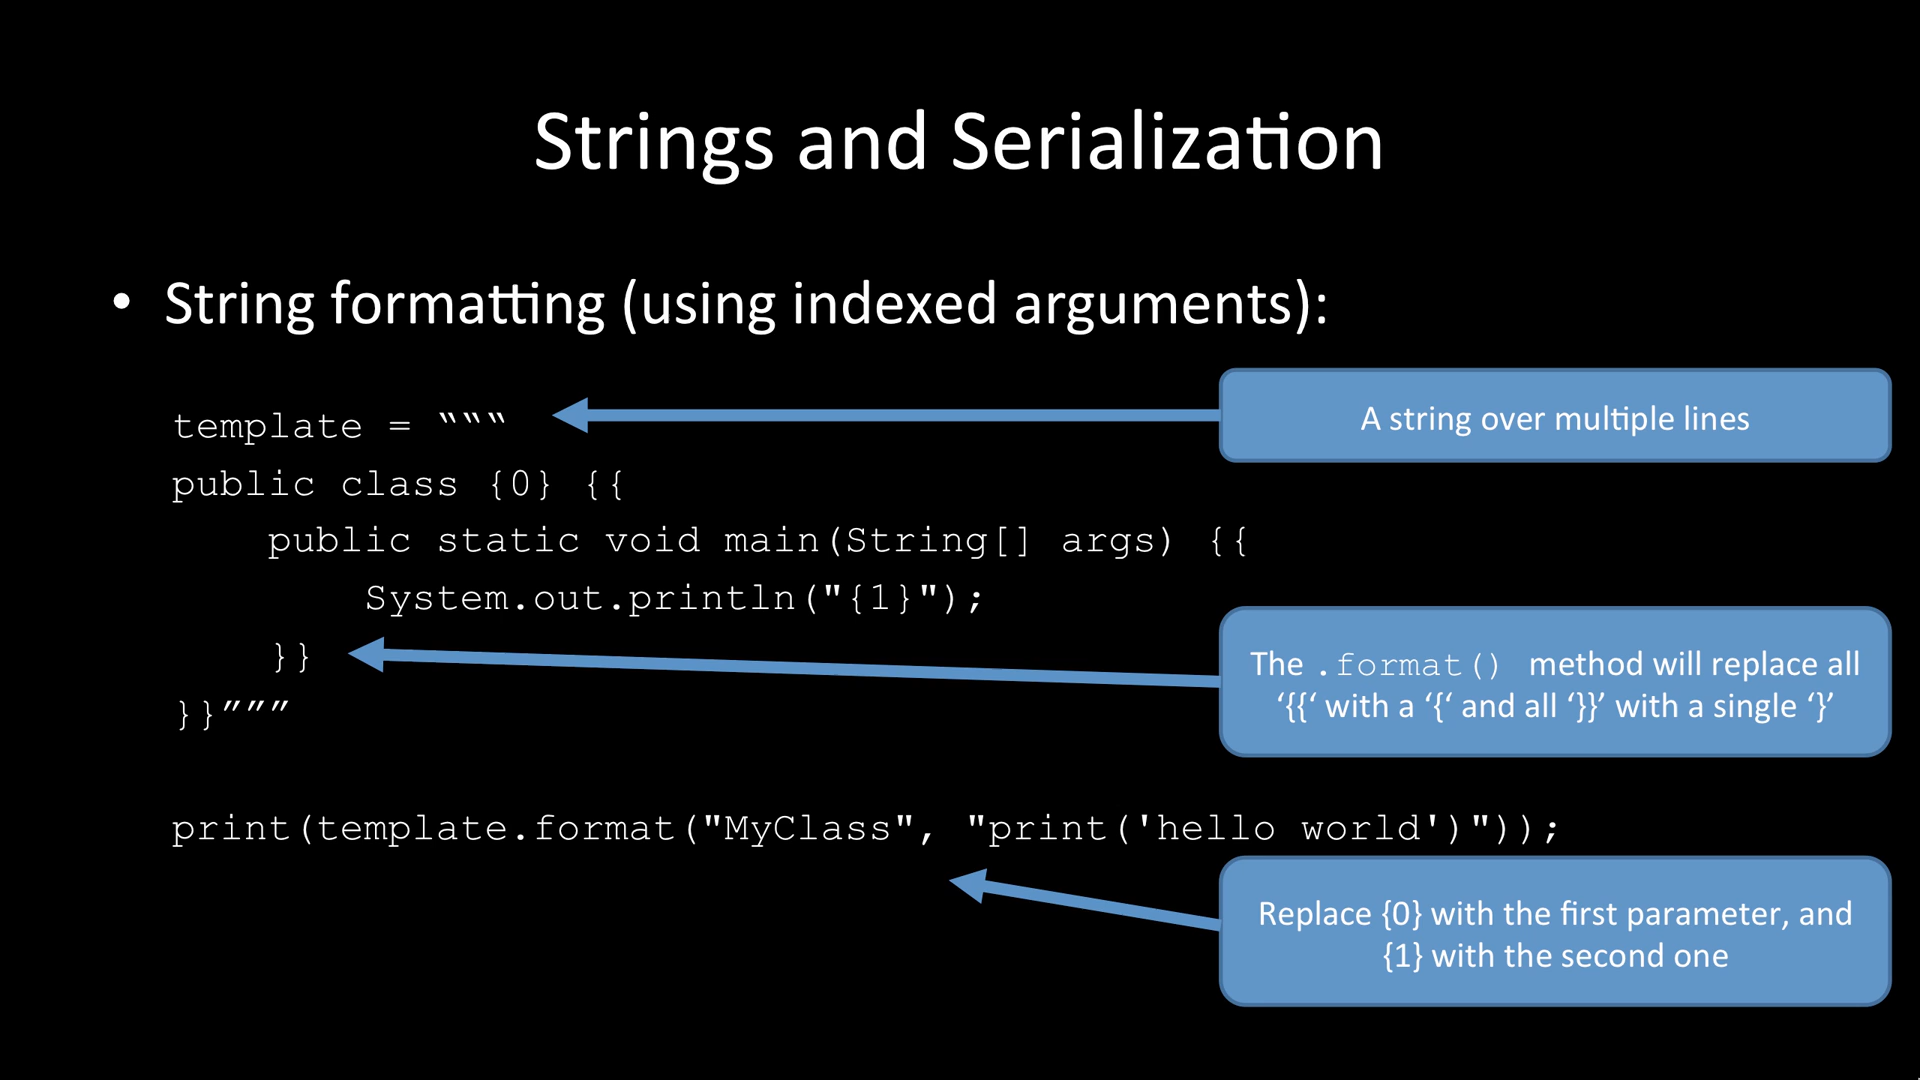 Strings and Serialization
• String formatting (using indexed arguments):
template = “““
A string over multiple lines
public class {0} {{
public static void main(String[] args) {{
System.out.println("{1}");
}}
The .format() method will replace all
‘{{‘ with a ‘{‘ and all ‘}}’ with a single ‘}’
}}”””
print(template.format("MyClass", "print('hello world')"));
Replace {0} with the first parameter, and
{1} with the second one